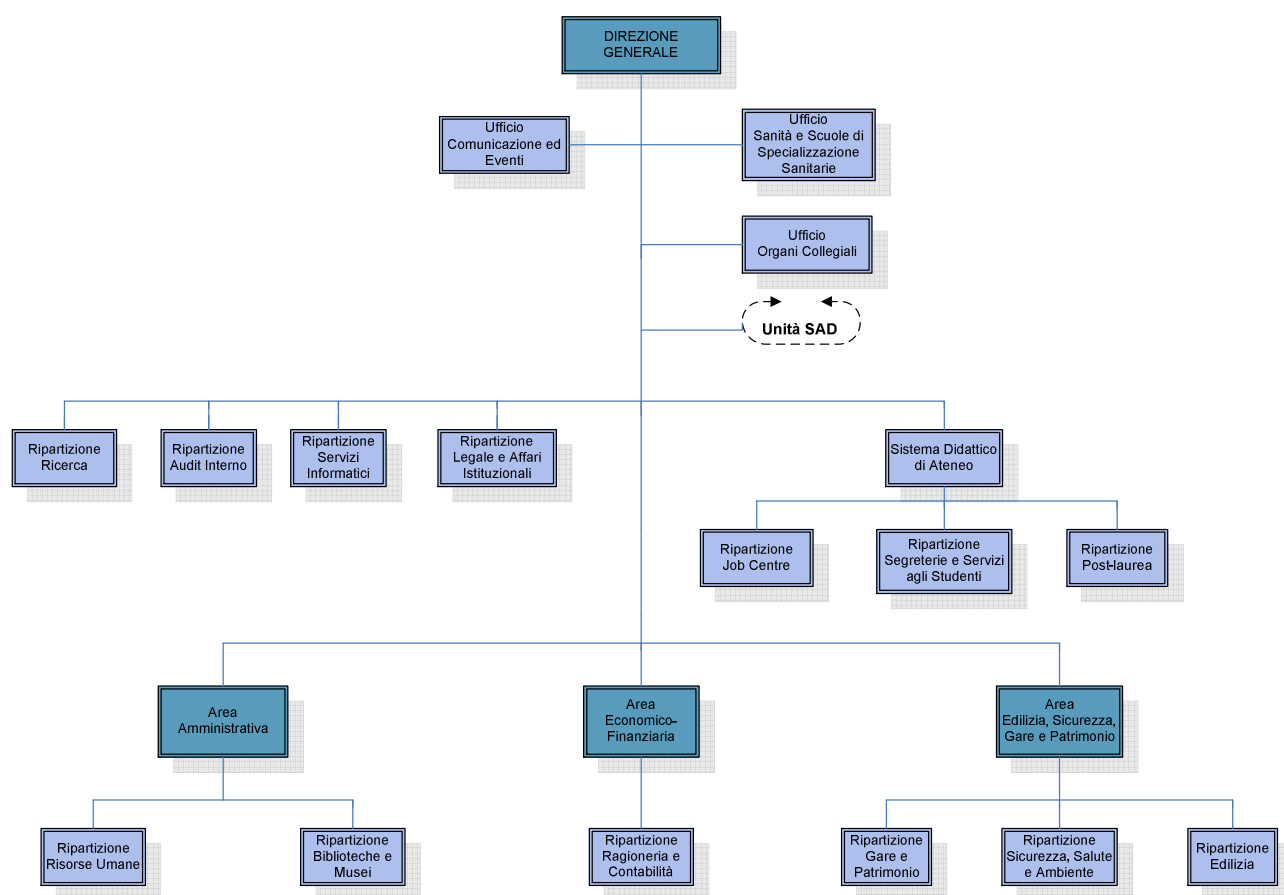 DIREZIONE
GENERALE
Ufficio
Comunicazione ed
Eventi
Ufficio
Sanità e Scuole di
Specializzazione
Sanitarie
Ufficio
Organi Collegiali
Unità SAD
Ripartizione
Ricerca
Ripartizione
Audit Interno
Ripartizione
Servizi
Informatici
Ripartizione
Legale e Affari
Istituzionali
Sistema Didattico
di Ateneo
Ripartizione
Job Centre
Ripartizione
Segreterie e Servizi
agli Studenti
Ripartizione
Post-laurea
Area
Amministrativa
Area
Economico-
Finanziaria
Area
Edilizia, Sicurezza,
Gare e Patrimonio
Ripartizione
Risorse Umane
Ripartizione
Biblioteche e
Musei
Ripartizione
Ragioneria e
Contabilità
Ripartizione
Gare e
Patrimonio
Ripartizione
Sicurezza, Salute
e Ambiente
Ripartizione
Edilizia